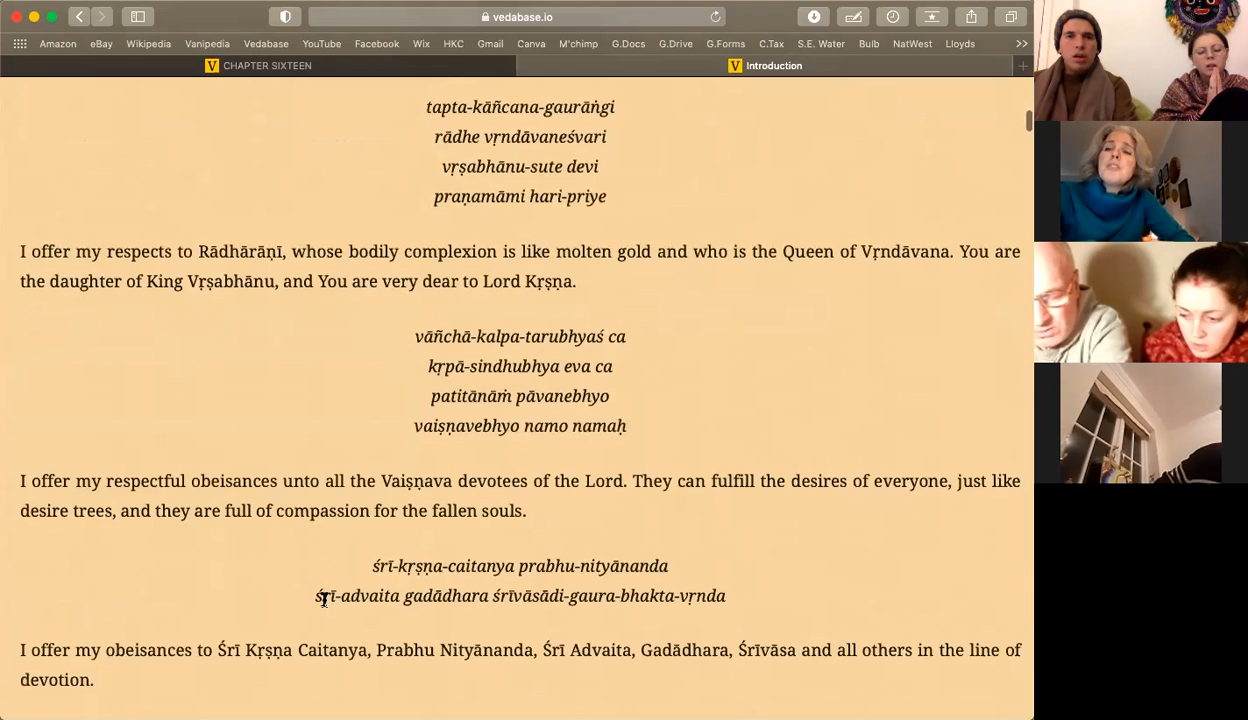 vedabase.io
Amazon eBay Wikipedia Vanipedia Vedabase YouTube Facebook Wix HKC Gmail Canva M'chimp G.Docs G.Drive G.Forms C.Tax S.E. Water Bulb NatWest Lloyds >>
V CHAPTER SIXTEEN V Introduction +
tapta-kāñcana-gaurāṅgi
rādhe vṛndāvaneśvari
vṛṣabhānu-sute devi
praṇamāmi hari-priye
I offer my respects to Rādhārāṇī, whose bodily complexion is like molten gold and who is the Queen of Vṛndāvana. You are
the daughter of King Vṛṣabhānu, and You are very dear to Lord Kṛṣṇa.
vāñchā-kalpa-tarubhyaś ca
kṛpā-sindhubhya eva ca
patitānāṁ pāvanebhyo
vaiṣṇavebhyo namo namaḥ
I offer my respectful obeisances unto all the Vaiṣṇava devotees of the Lord. They can fulfill the desires of everyone, just like
desire trees, and they are full of compassion for the fallen souls.
śrī-kṛṣṇa-caitanya prabhu-nityānanda
śrī-advaita gadādhara śrīvāsādi-gaura-bhakta-vṛnda
I offer my obeisances to Śrī Kṛṣṇa Caitanya, Prabhu Nityānanda, Śrī Advaita, Gadādhara, Śrīvāsa and all others in the line of
devotion.